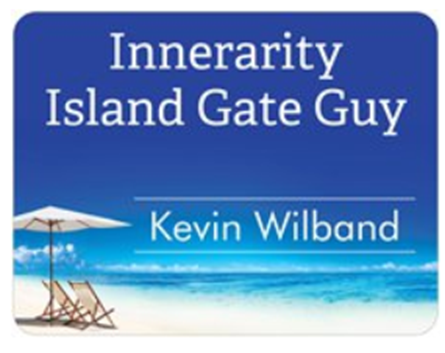 Innerarity
Island Gate Guy
Kevin Wilband